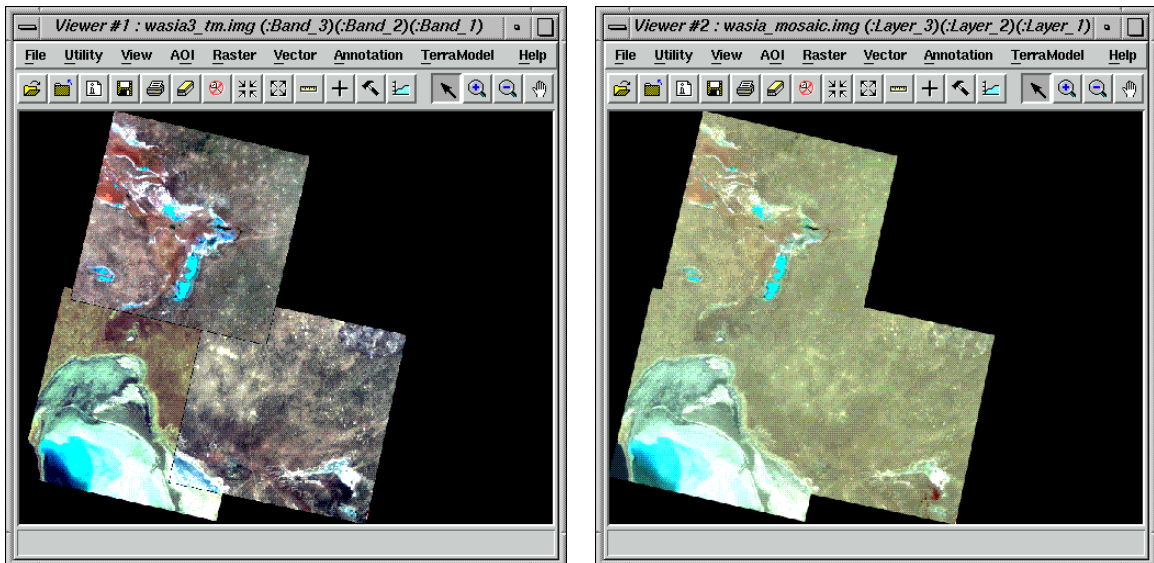 Viewer #1 : wasia3_tm.img (:Band_3)(:Band_2)(:Band_1)
File Utility View AOI Raster Vector Annotation TerraModel Help
Viewer #2 : wasia_mosaic.img (:Layer_3)(:Layer_2)(:Layer_1)
File Utility View AOI Raster Vector Annotation TerraModel Help